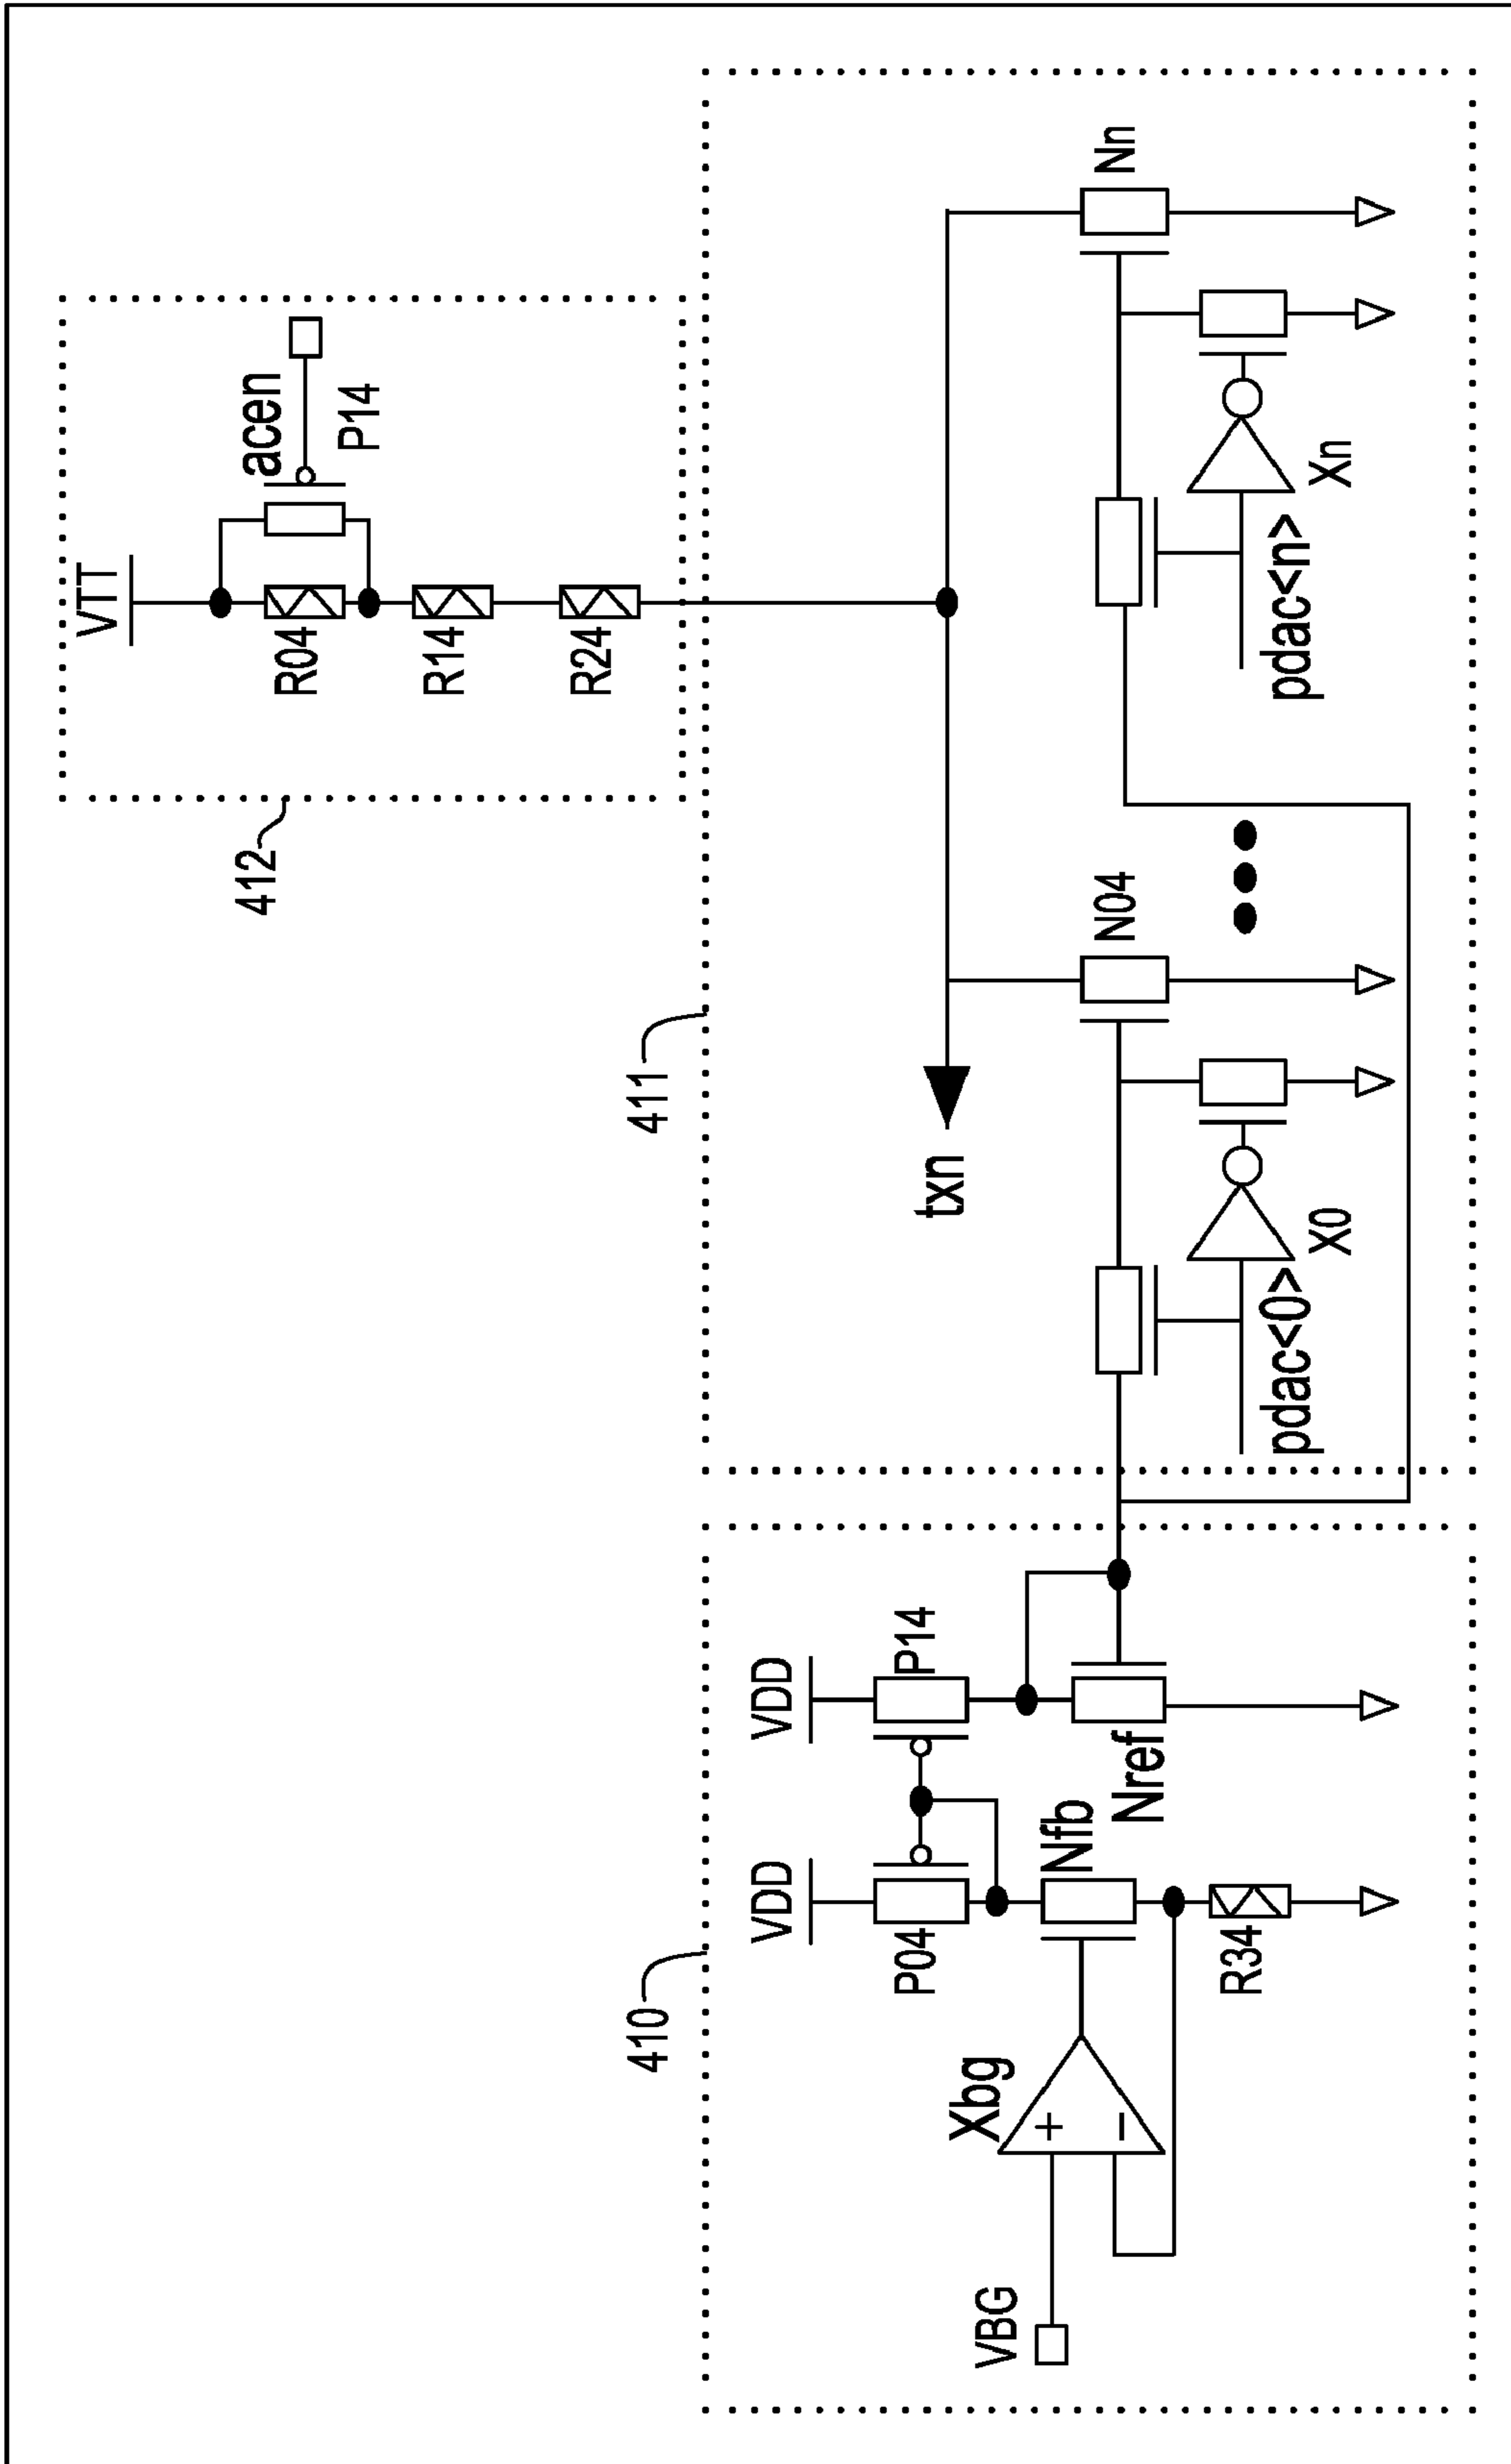 412
VTT
acen
P14
R04
R14
R24
410
411
VDD
VDD
P04
P14
txn
N04
Nn
VBG
Xbg
+
−
Nfb
Nref
R34
pdac<0>
X0
pdac<n>
Xn